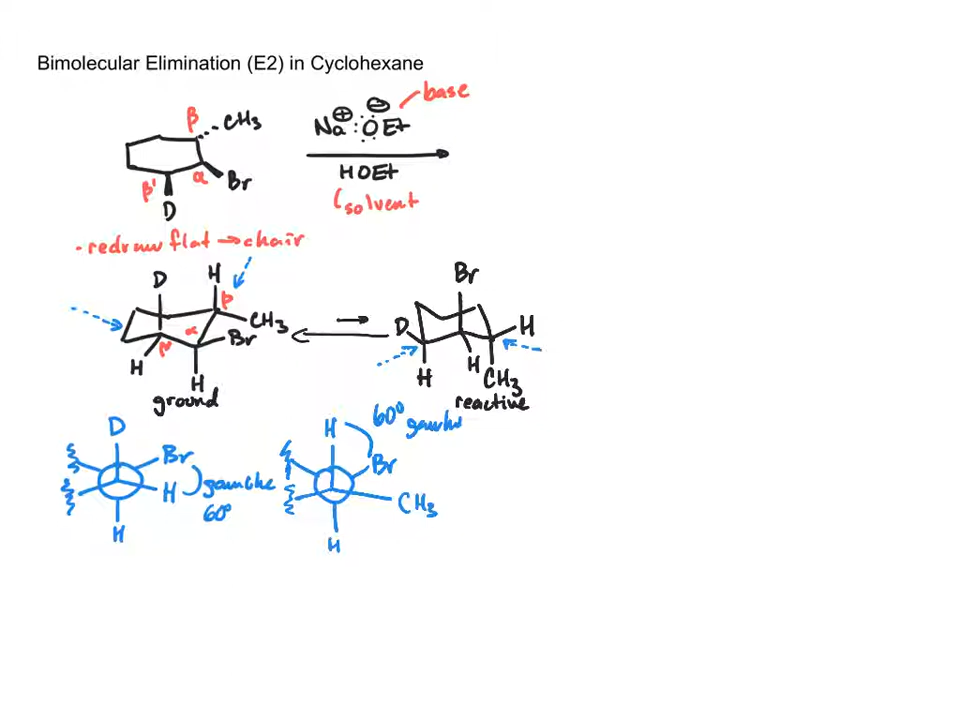 Bimolecular Elimination (E2) in Cyclohexane
base
β CH3 Na⊕ ⊖:ÖEt
HOEt
β' α Br
D
(solvent
- redraw flat → chair
D H Br
β CH3 D H
α Br
β
H H H H CH3
ground reactive
60° gauche
D H
Br Br
H gauche CH3
60°
H H